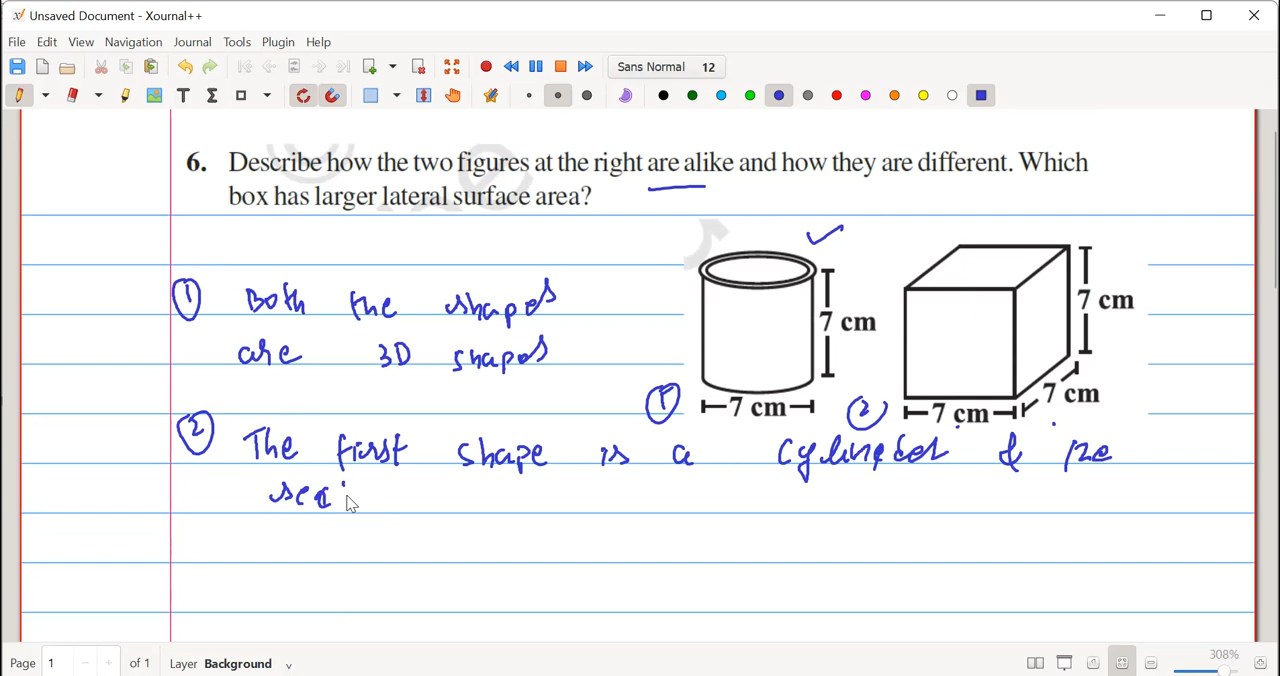 Unsaved Document - Xournal++
File Edit View Navigation Journal Tools Plugin Help
Sans Normal 12
6. Describe how the two figures at the right are alike and how they are different. Which
box has larger lateral surface area?
① Both the shapes
are 3D shapes
7 cm
7 cm
7 cm
7 cm
7 cm
① ②
② The first shape is a cylinder & the
Page 1 of 1 Layer Background 308%